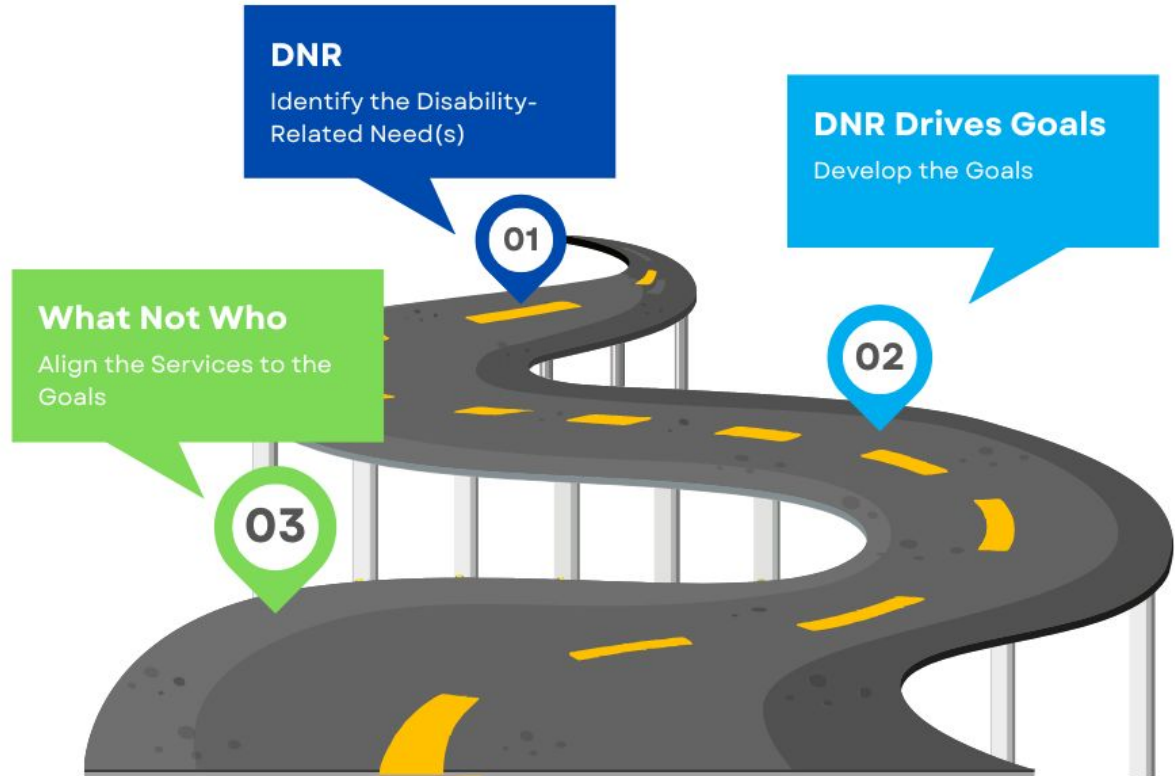 DNR
Identify the Disability-
Related Need(s)
01
DNR Drives Goals
Develop the Goals
02
What Not Who
Align the Services to the
Goals
03